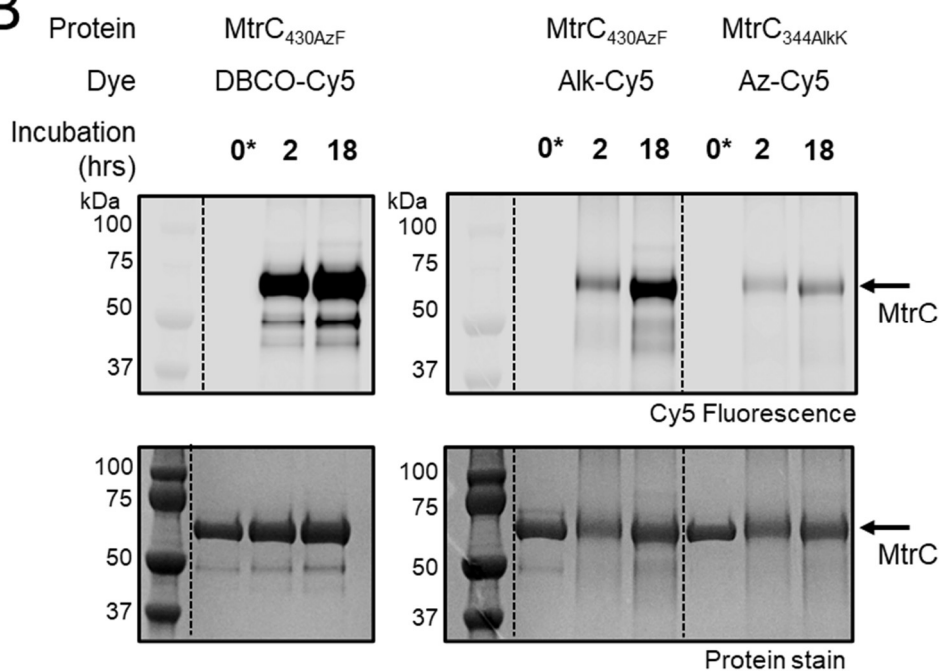 B
Protein MtrC430AzF MtrC430AzF MtrC344AlkK
Dye DBCO-Cy5 Alk-Cy5 Az-Cy5
Incubation
(hrs) 0* 2 18 0* 2 18 0* 2 18
kDa kDa
100 100
75 75
50 50
37 37
MtrC
Cy5 Fluorescence
100 100
75 75
50 50
37 37
MtrC
Protein stain